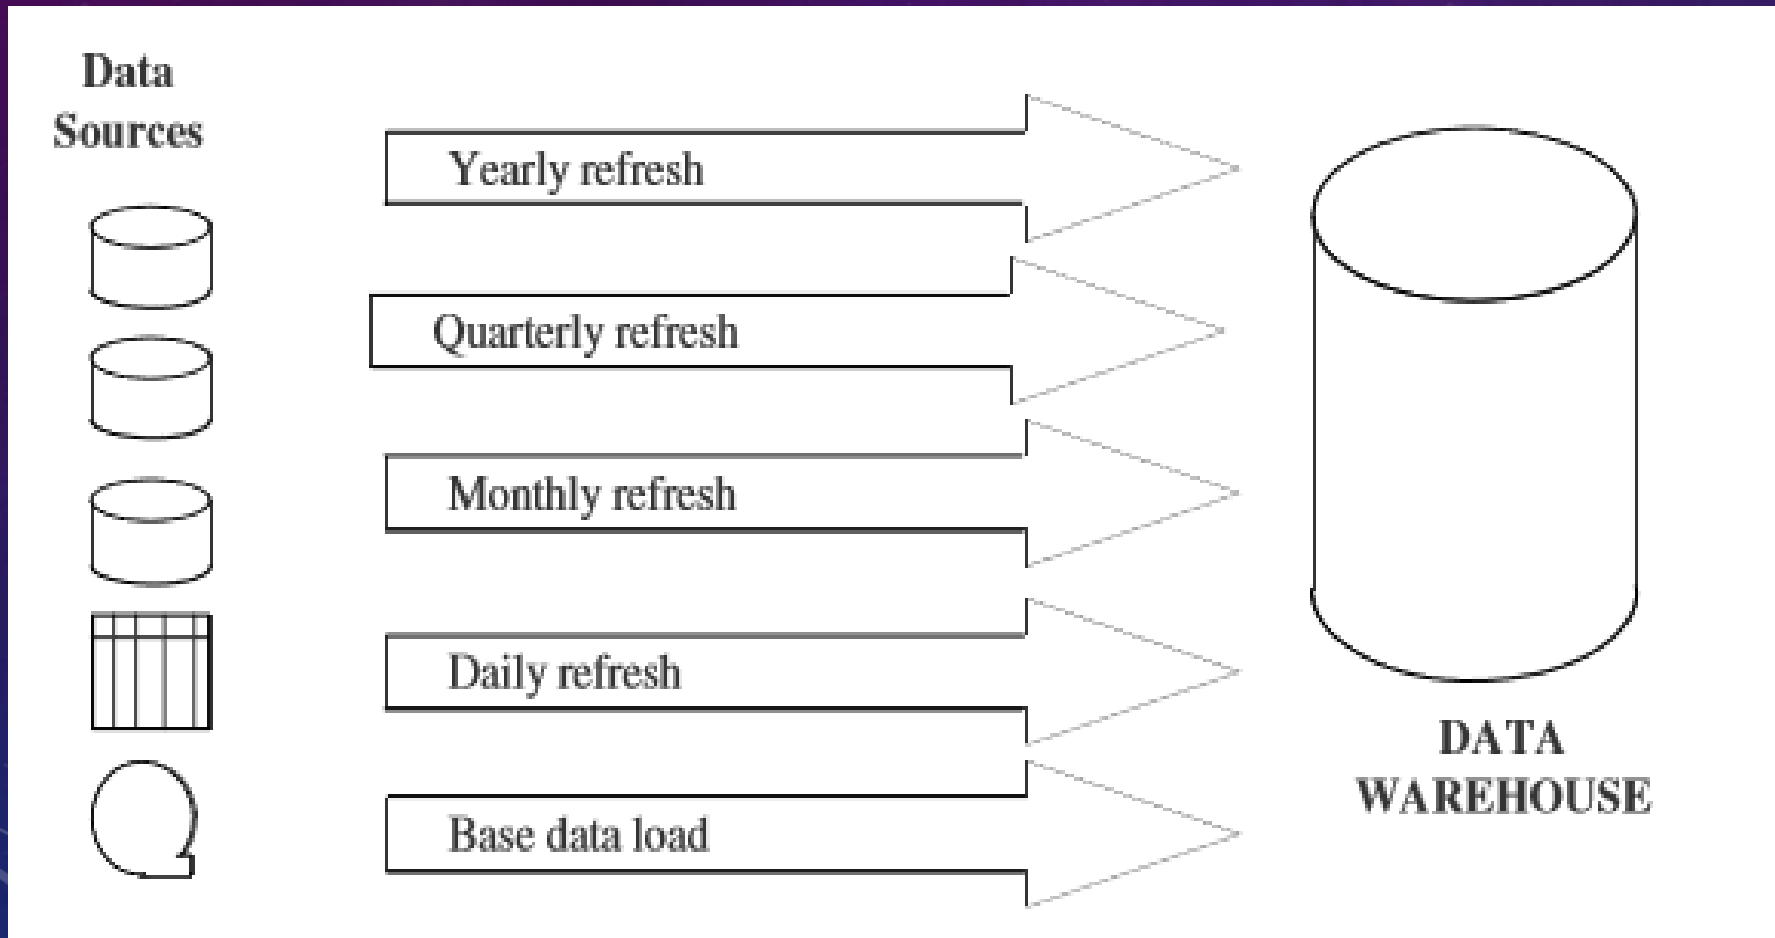 Data
Sources
Yearly refresh
Quarterly refresh
Monthly refresh
Daily refresh
Base data load
DATA
WAREHOUSE